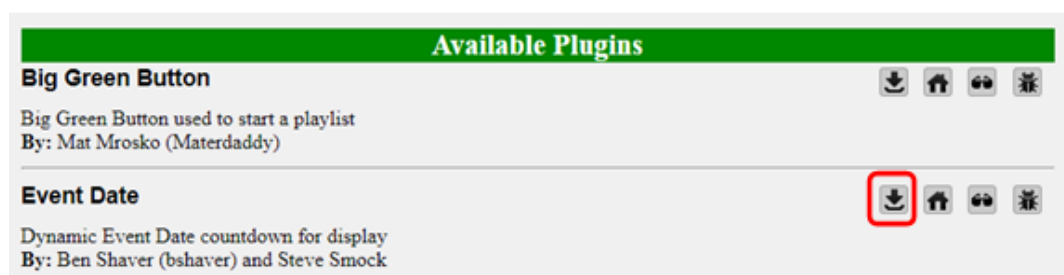 Available Plugins
Big Green Button
Big Green Button used to start a playlist
By: Mat Mrosko (Materdaddy)
Event Date
Dynamic Event Date countdown for display
By: Ben Shaver (bshaver) and Steve Smock